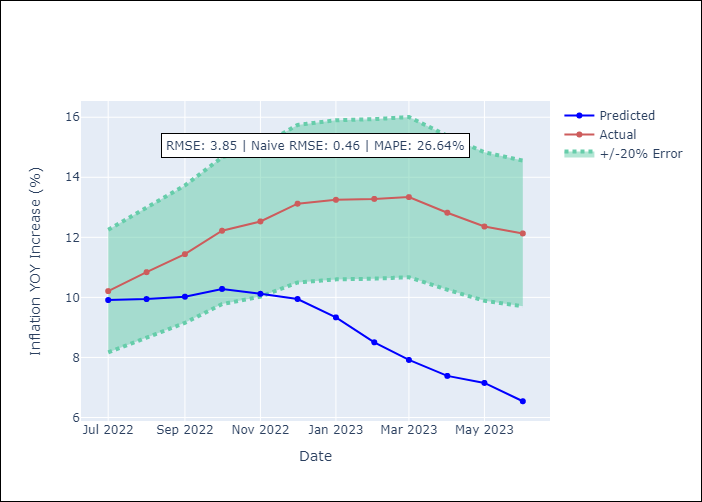 RMSE: 3.85 | Naive RMSE: 0.46 | MAPE: 26.64%
Predicted
Actual
+/-20% Error
Inflation YOY Increase (%)
16
14
12
10
8
6
Jul 2022 Sep 2022 Nov 2022 Jan 2023 Mar 2023 May 2023
Date